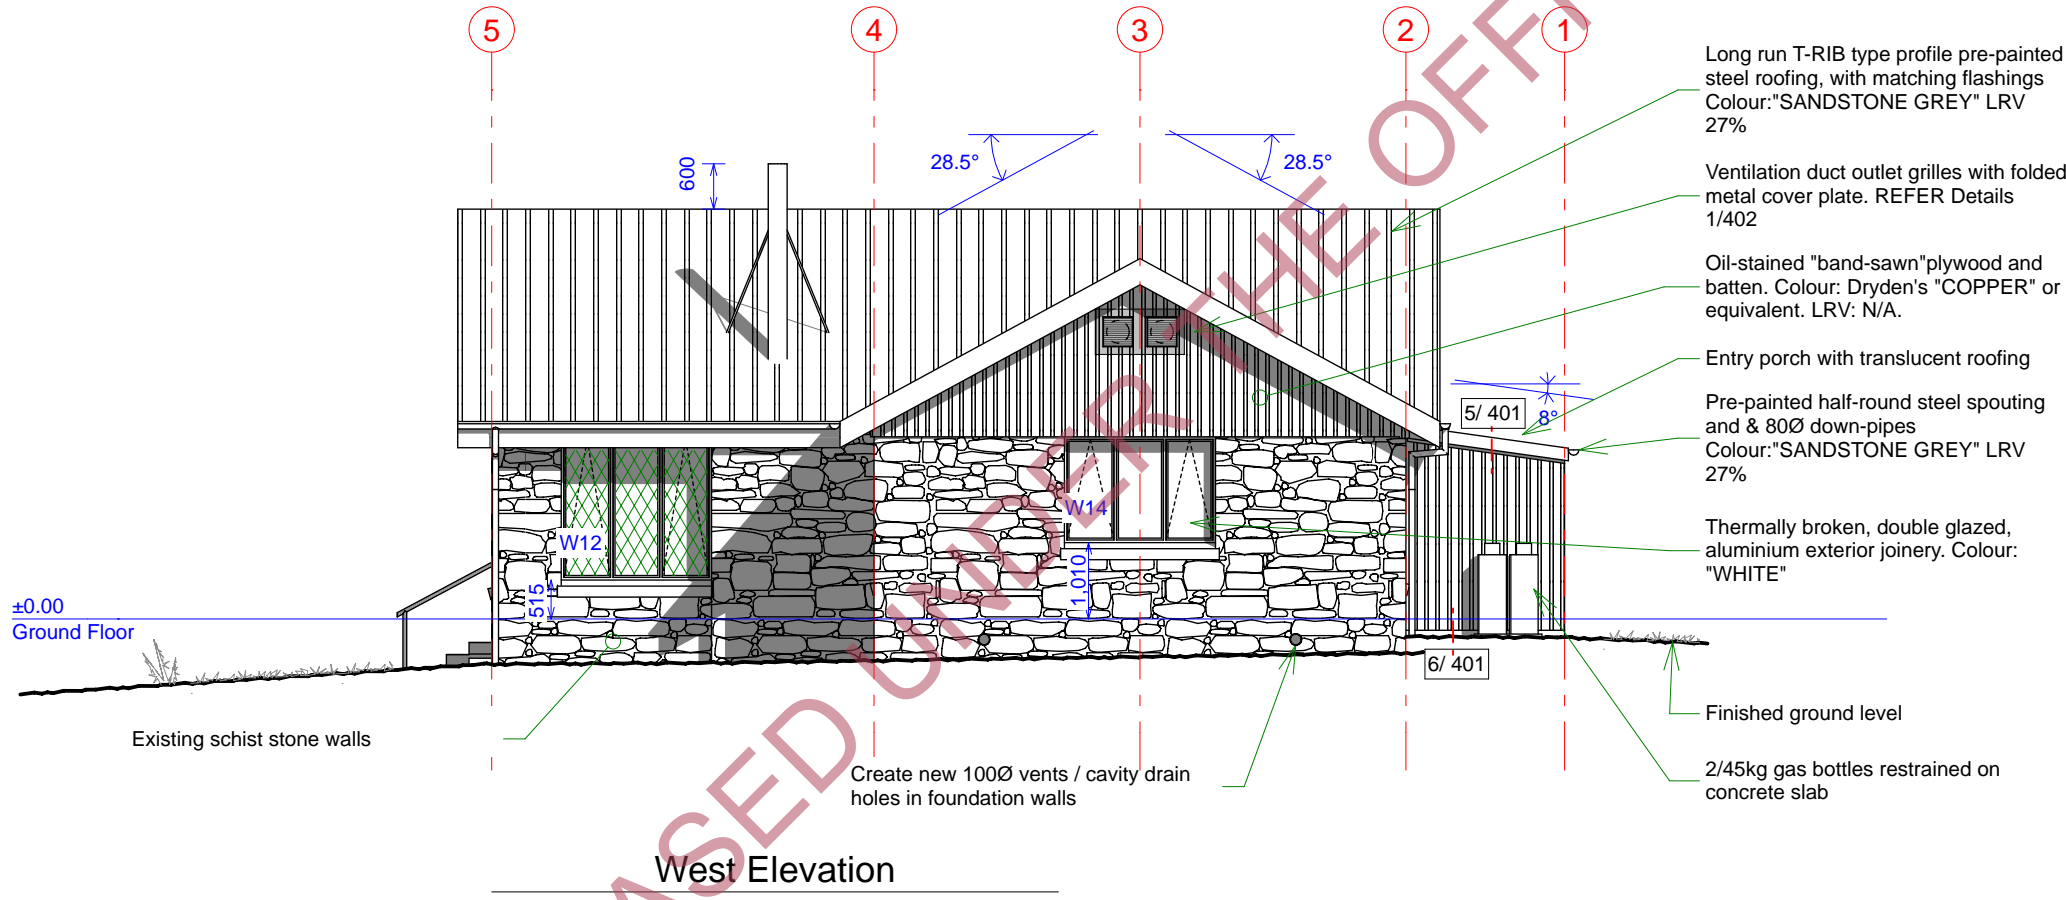 5
4
3
2
1
Long run T-RIB type profile pre-painted
steel roofing, with matching flashings
Colour:"SANDSTONE GREY" LRV
27%
600
28.5°
28.5°
Ventilation duct outlet grilles with folded
metal cover plate. REFER Details
1/402
Oil-stained "band-sawn"plywood and
batten. Colour: Dryden's "COPPER" or
equivalent. LRV: N/A.
Entry porch with translucent roofing
5/ 401
8°
Pre-painted half-round steel spouting
and & 80Ø down-pipes
Colour:"SANDSTONE GREY" LRV
27%
W14
W12
Thermally broken, double glazed,
aluminium exterior joinery. Colour:
"WHITE"
515
1,010
±0.00
Ground Floor
6/ 401
Finished ground level
Existing schist stone walls
Create new 100Ø vents / cavity drain
holes in foundation walls
2/45kg gas bottles restrained on
concrete slab
West Elevation
ASED UNDER THE OFF